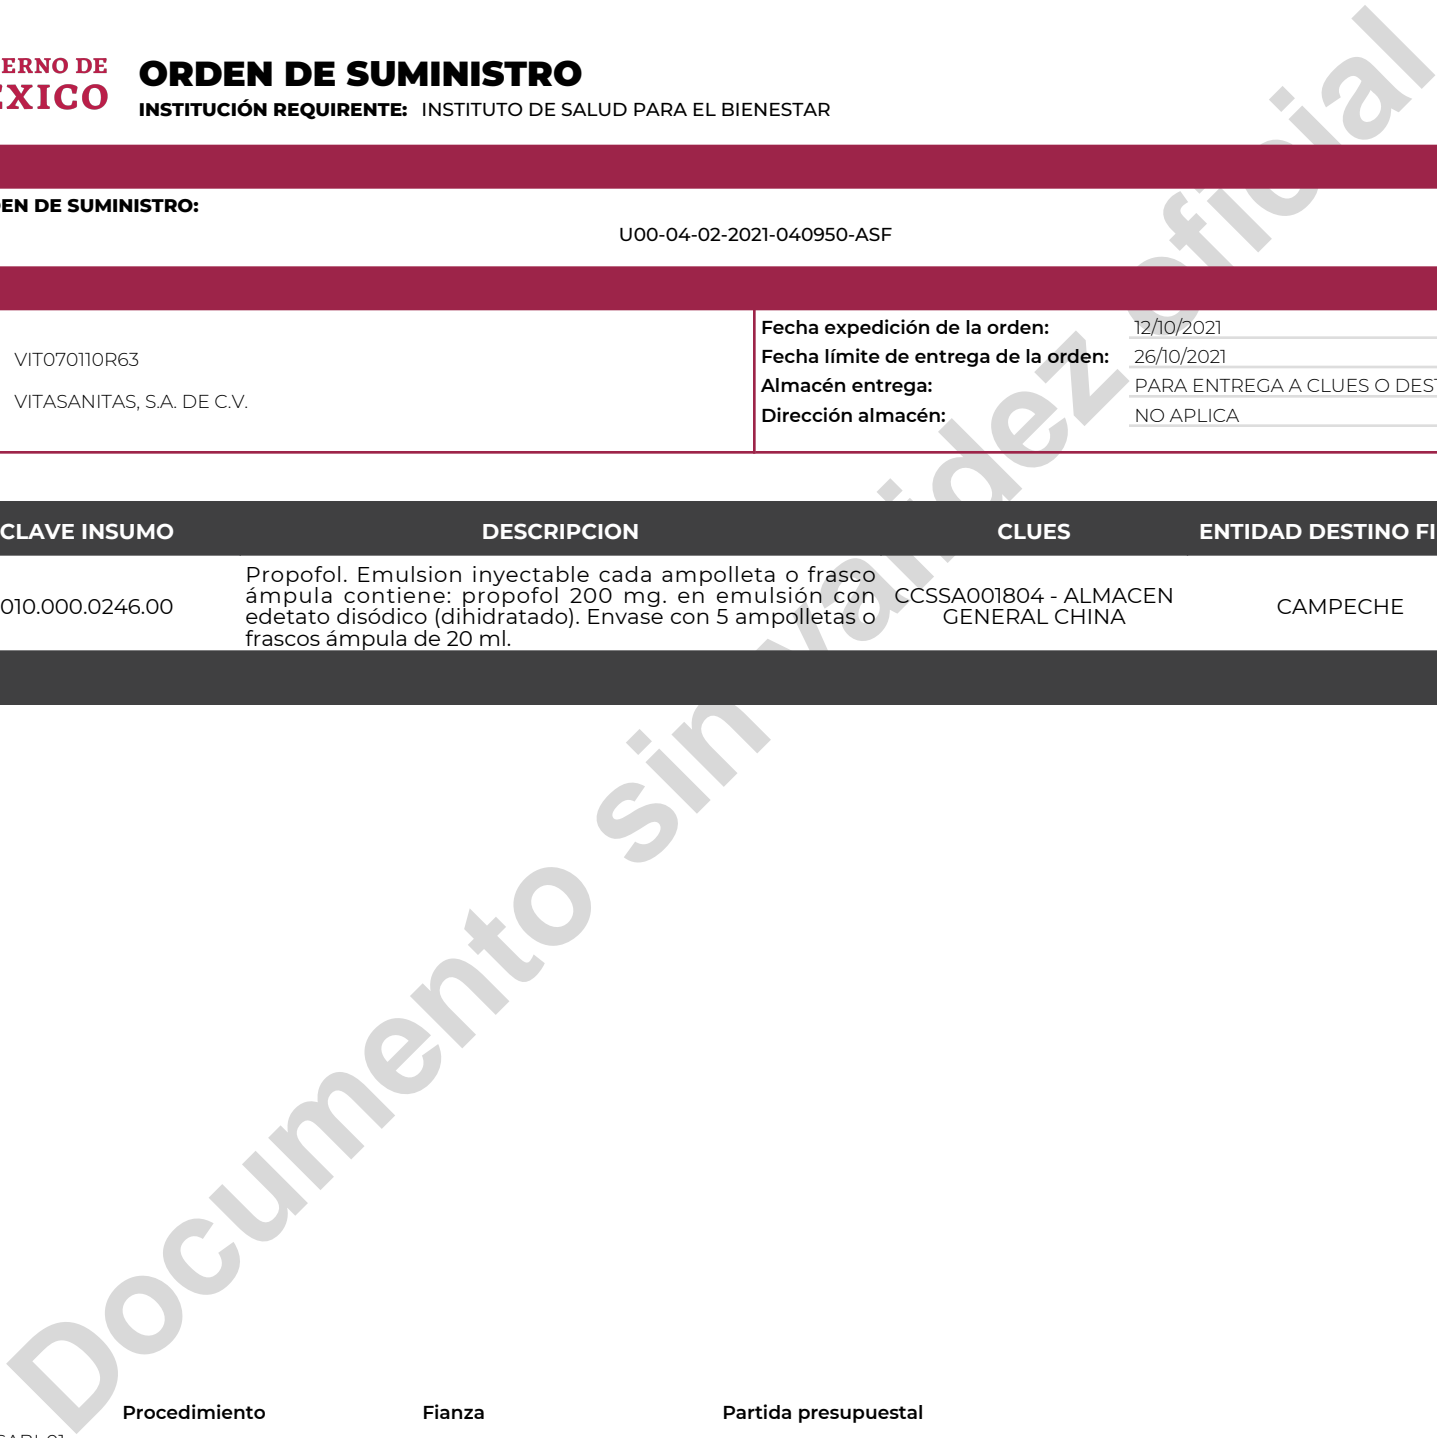 ERNO DE
EXICO
ORDEN DE SUMINISTRO
INSTITUCIÓN REQUIRENTE: INSTITUTO DE SALUD PARA EL BIENESTAR
EN DE SUMINISTRO:
U00-04-02-2021-040950-ASF
VIT070110R63
VITASANITAS, S.A. DE C.V.
Fecha expedición de la orden: 12/10/2021
Fecha límite de entrega de la orden: 26/10/2021
Almacén entrega: PARA ENTREGA A CLUES O DEST
Dirección almacén: NO APLICA
CLAVE INSUMO DESCRIPCION CLUES ENTIDAD DESTINO FI
010.000.0246.00
Propofol. Emulsion inyectable cada ampolleta o frasco
ámpula contiene: propofol 200 mg. en emulsión con
edetato disódico (dihidratado). Envase con 5 ampolletas o
frascos ámpula de 20 ml.
CCSSA001804 - ALMACEN
GENERAL CHINA
CAMPECHE
Documento sin validez oficial
Procedimiento Fianza Partida presupuestal